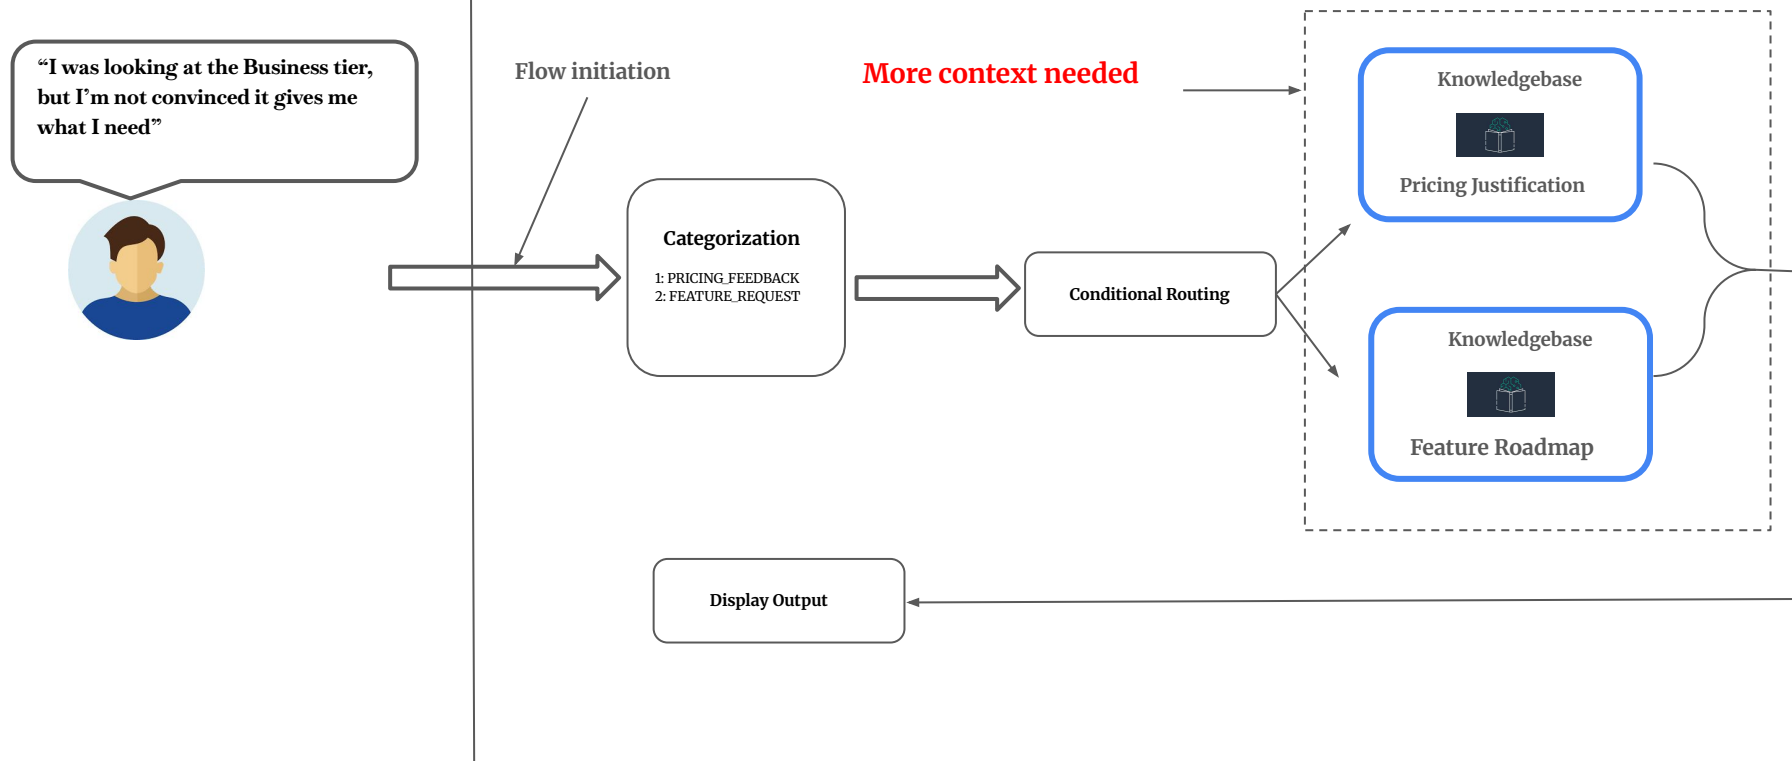 “I was looking at the Business tier,
but I’m not convinced it gives me
what I need”
Flow initiation
More context needed
Categorization
1: PRICING_FEEDBACK
2: FEATURE_REQUEST
Conditional Routing
Knowledgebase
Pricing Justification
Knowledgebase
Feature Roadmap
Display Output